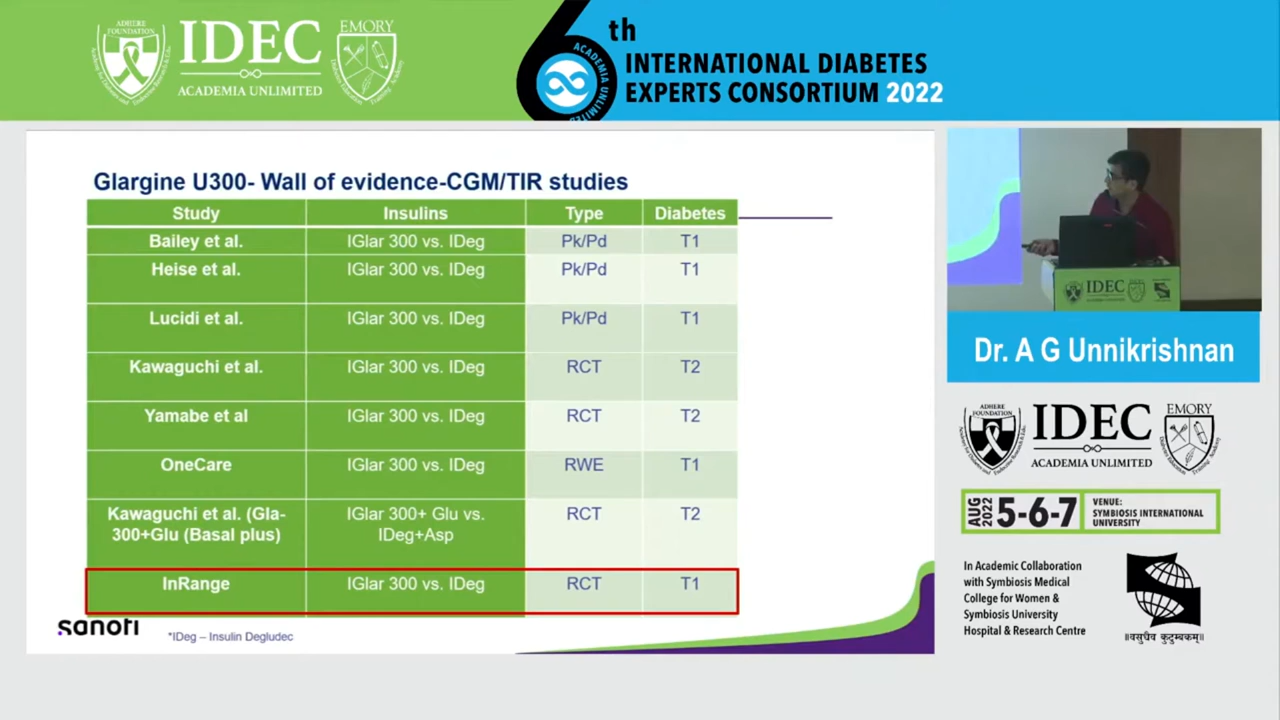 ADHERE
FOUNDATION
IDEC
ACADEMIA UNLIMITED
EMORY
6th
ACADEMIA UNLIMITED
INTERNATIONAL DIABETES
EXPERTS CONSORTIUM 2022
Glargine U300- Wall of evidence-CGM/TIR studies
Study Insulins Type Diabetes
Bailey et al. IGlar 300 vs. IDeg Pk/Pd T1
Heise et al. IGlar 300 vs. IDeg Pk/Pd T1
Lucidi et al. IGlar 300 vs. IDeg Pk/Pd T1
Kawaguchi et al. IGlar 300 vs. IDeg RCT T2
Yamabe et al IGlar 300 vs. IDeg RCT T2
OneCare IGlar 300 vs. IDeg RWE T1
Kawaguchi et al. (Gla- IGlar 300+ Glu vs. RCT T2
300+Glu (Basal plus) IDeg+Asp
InRange IGlar 300 vs. IDeg RCT T1
sanofi
*IDeg – Insulin Degludec
IDEC
Dr. A G Unnikrishnan
ADHERE
FOUNDATION
IDEC
ACADEMIA UNLIMITED
EMORY
AUG
2022
5-6-7
VENUE:
SYMBIOSIS INTERNATIONAL
UNIVERSITY
In Academic Collaboration
with Symbiosis Medical
College for Women &
Symbiosis University
Hospital & Research Centre
॥वसुधैव कुटुम्बकम्॥